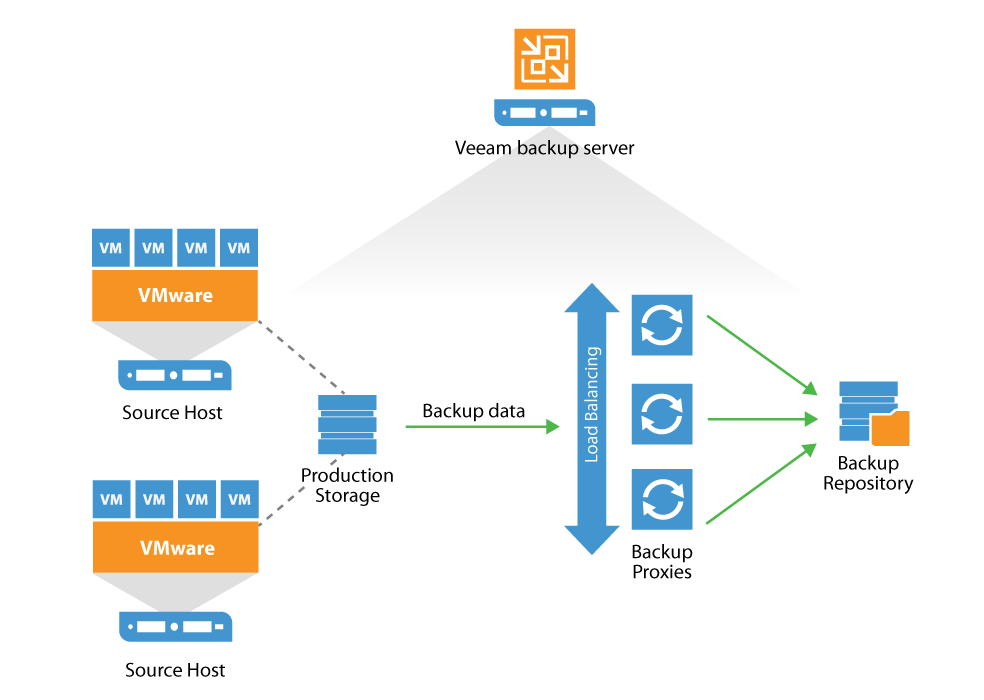 Veeam backup server
VM VM VM VM
VMware
Source Host
Production
Storage
Backup data
Load Balancing
Backup
Proxies
Backup
Repository
VM VM VM VM
VMware
Source Host